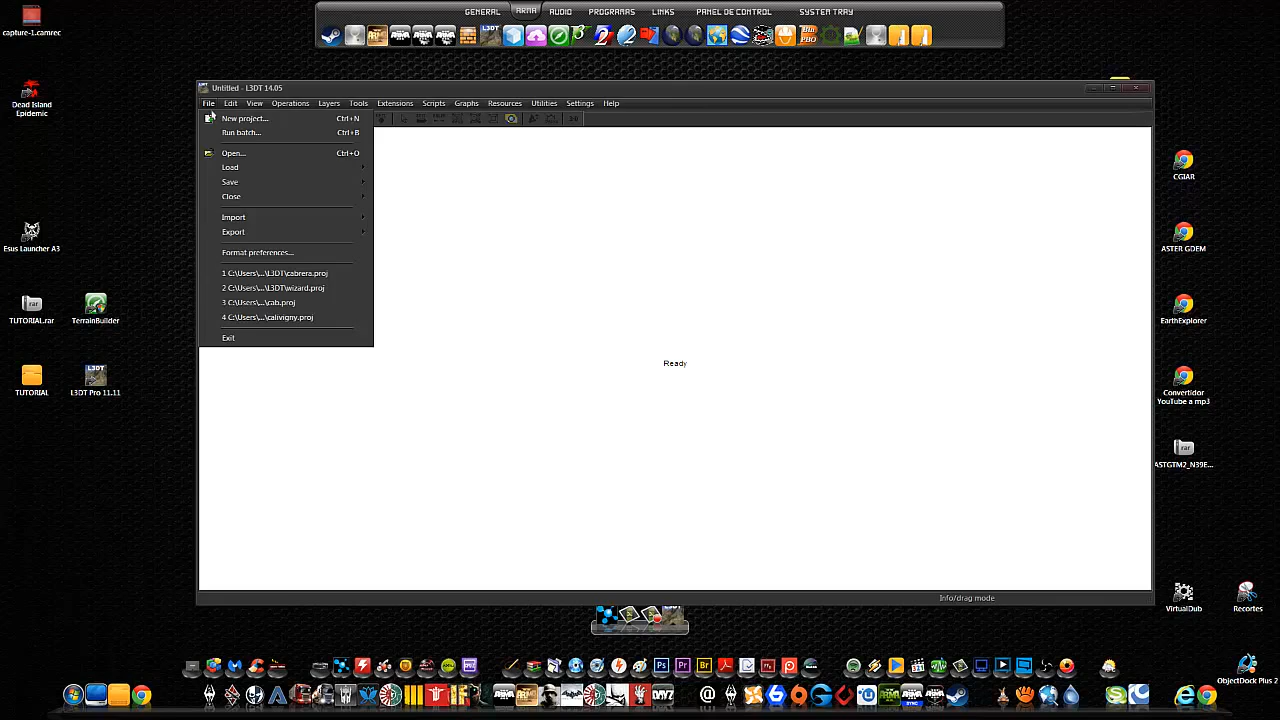 GENERAL ARMA AUDIO PROGRAMAS LINKS PANEL DE CONTROL SYSTEM TRAY
capture-1.camrec
Dead Island
Epidemic
Esus Launcher A3
TUTORIAL.rar
TerrainBuilder
TUTORIAL
L3DT Pro 11.11
Untitled - L3DT 14.05
File Edit View Operations Layers Tools Extensions Scripts Graphs Resources Utilities Settings Help
New project... Ctrl+N
Run batch... Ctrl+B
Open... Ctrl+O
Load
Save
Close
Import
Export
Format preferences...
1 C:\Users\...\L3DT\cabrera.proj
2 C:\Users\...\L3DT\wizard.proj
3 C:\Users\...\cab.proj
4 C:\Users\...\calivigny.proj
Exit
Ready
Info/drag mode
CGIAR
ASTER GDEM
EarthExplorer
Convertidor
YouTube a mp3
ASTGTM2_N39E...
VirtualDub
Recortes
ObjectDock Plus 2